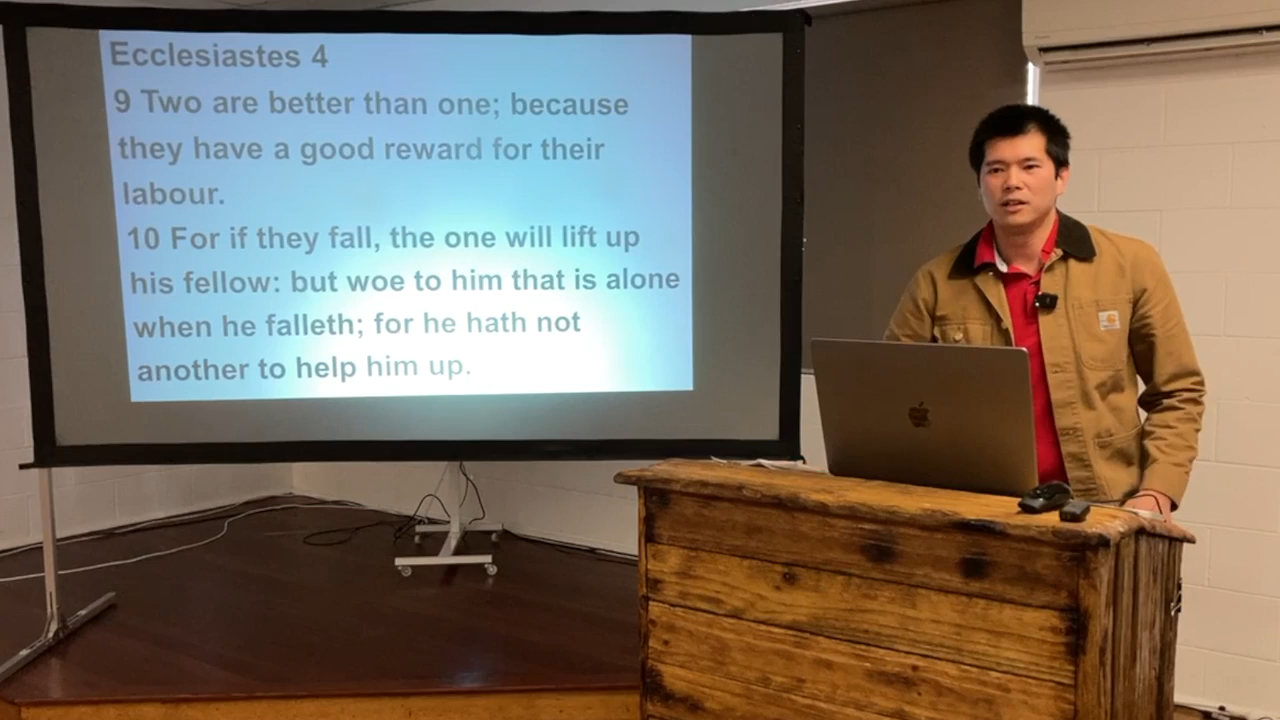 Ecclesiastes 4
9 Two are better than one; because
they have a good reward for their
labour.
10 For if they fall, the one will lift up
his fellow: but woe to him that is alone
when he falleth; for he hath not
another to help him up.